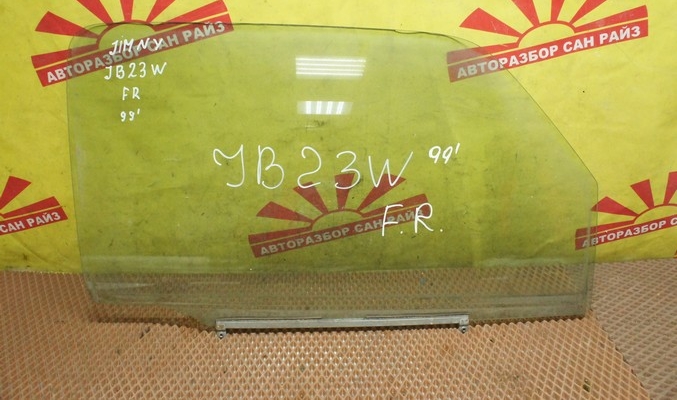 JIMNY
JB23W
FR
99'
JB23W 99'
F.R.
АВТОРАЗБОР САН РАЙЗ
АВТОРАЗБОР САН РАЙЗ
САН РАЙЗ
АВТОРАЗБОР САН РАЙЗ
АВТОРАЗБОР САН РАЙЗ